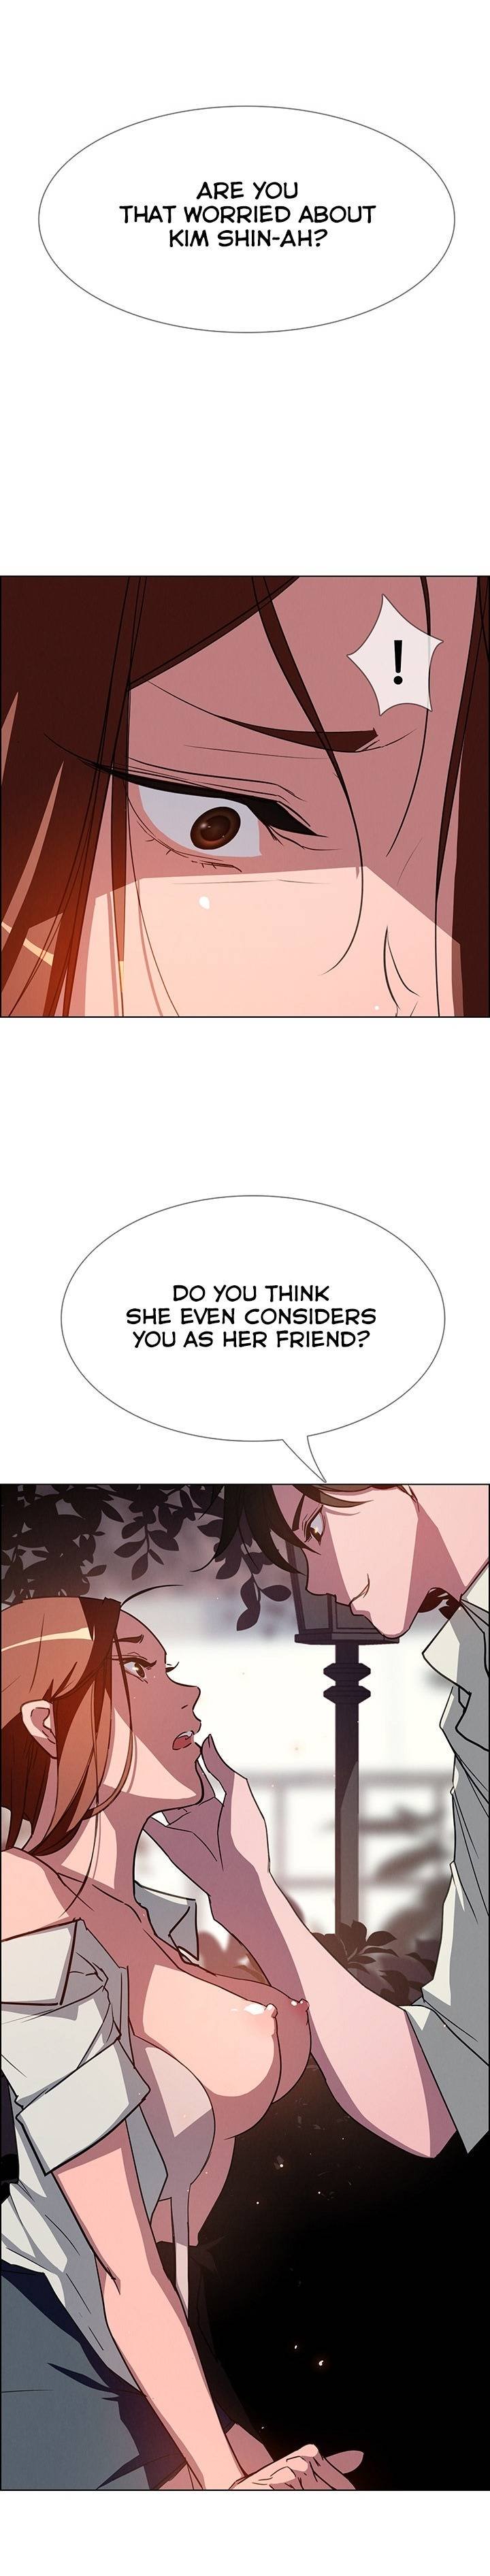 ARE YOU
THAT WORRIED ABOUT
KIM SHIN-AH?
!
DO YOU THINK
SHE EVEN CONSIDERS
YOU AS HER FRIEND?